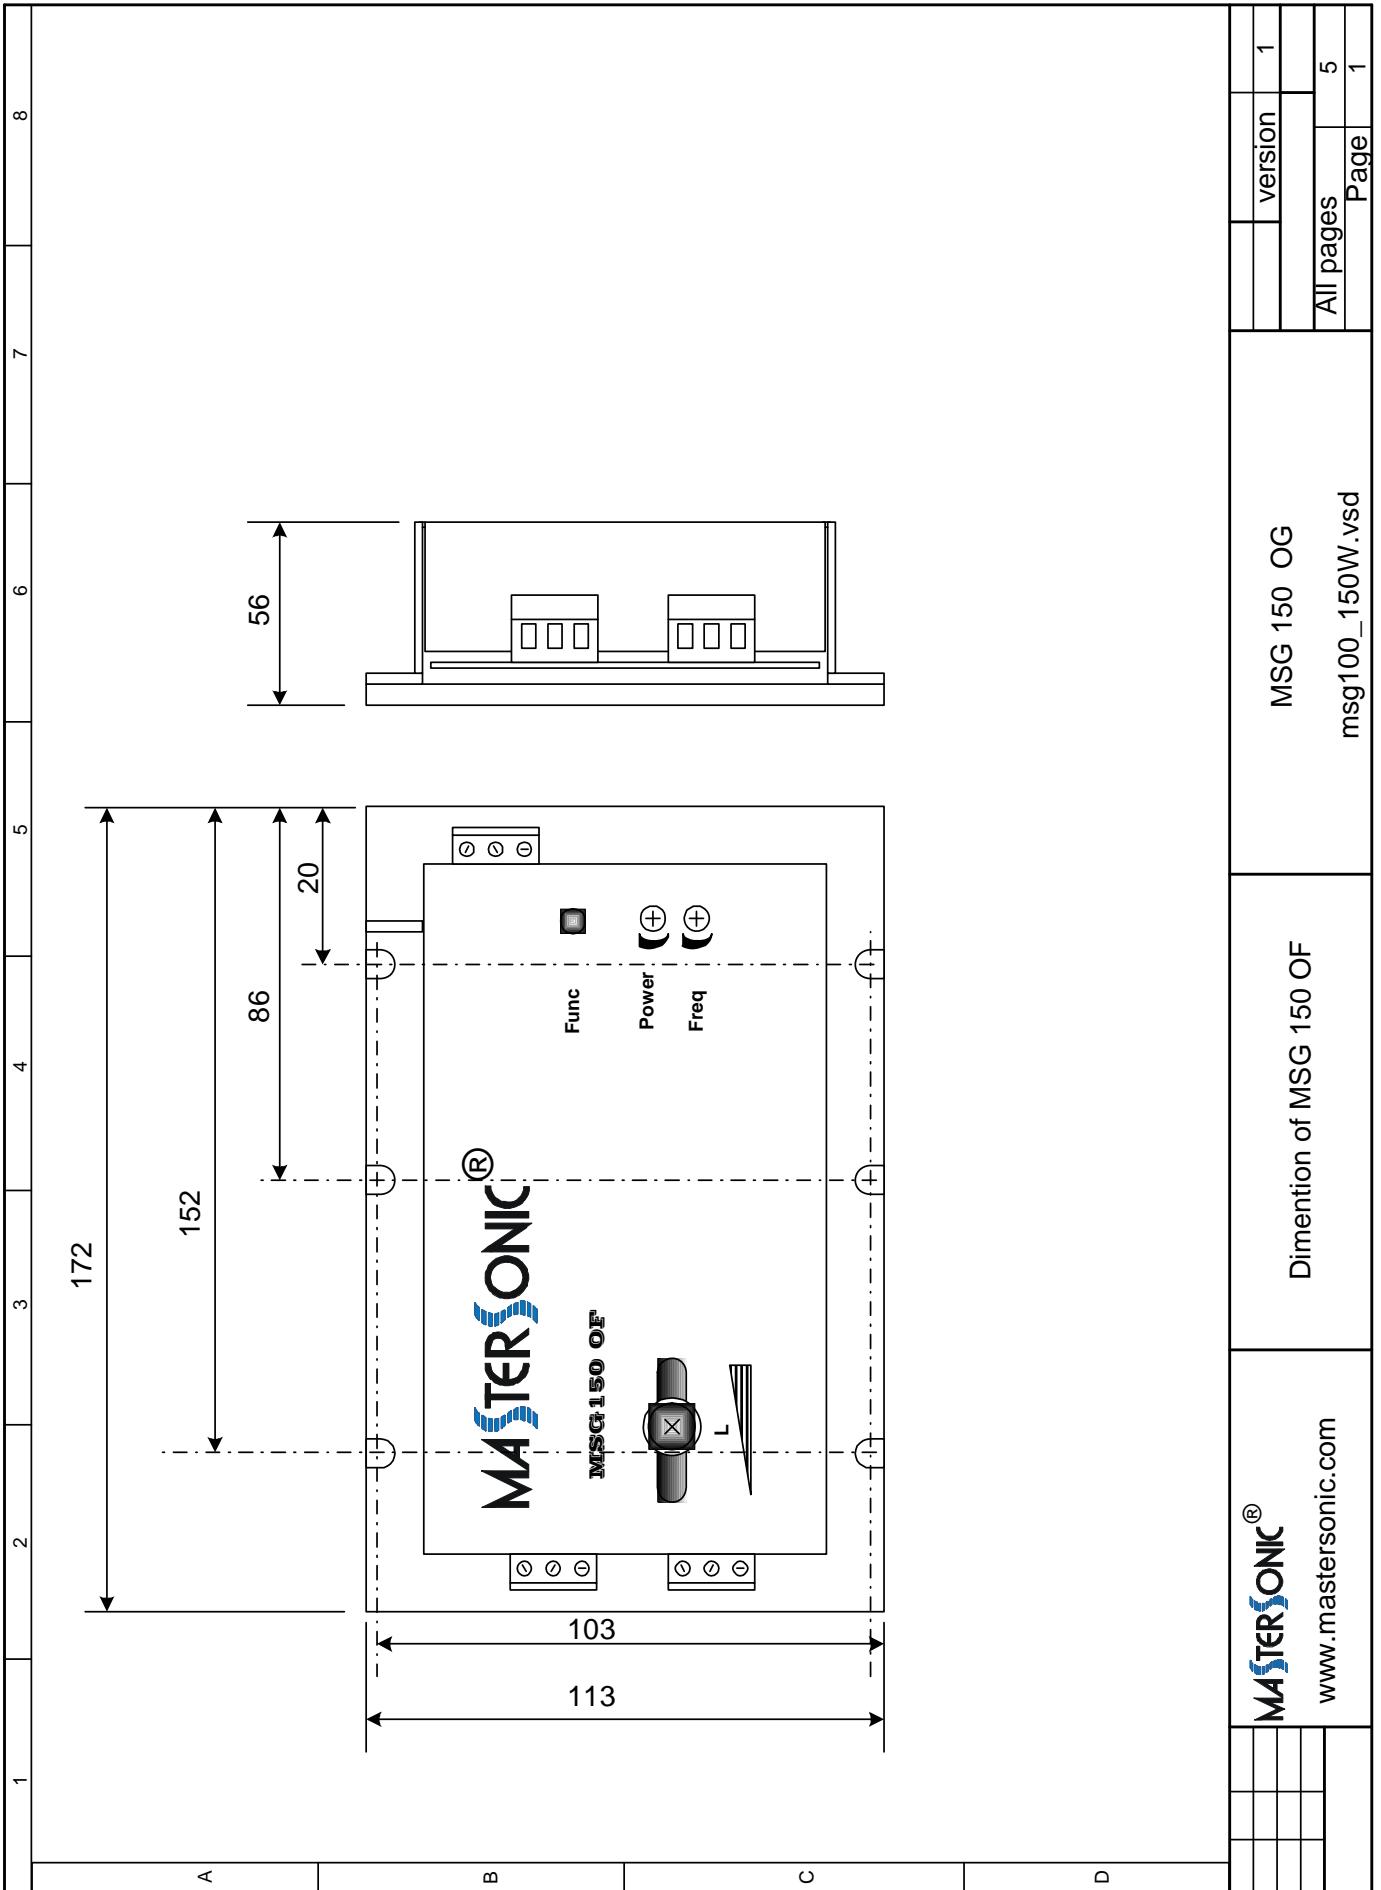 1
2
3
4
5
6
7
8
A
B
C
D
172
152
86
20
56
103
113
MASTERSONIC®
MSG150 OF
Func
Power
Freq
L
MASTERSONIC®
www.mastersonic.com
Dimention of MSG 150 OF
MSG 150 OG
msg100_150W.vsd
version 1
All pages 5
Page 1